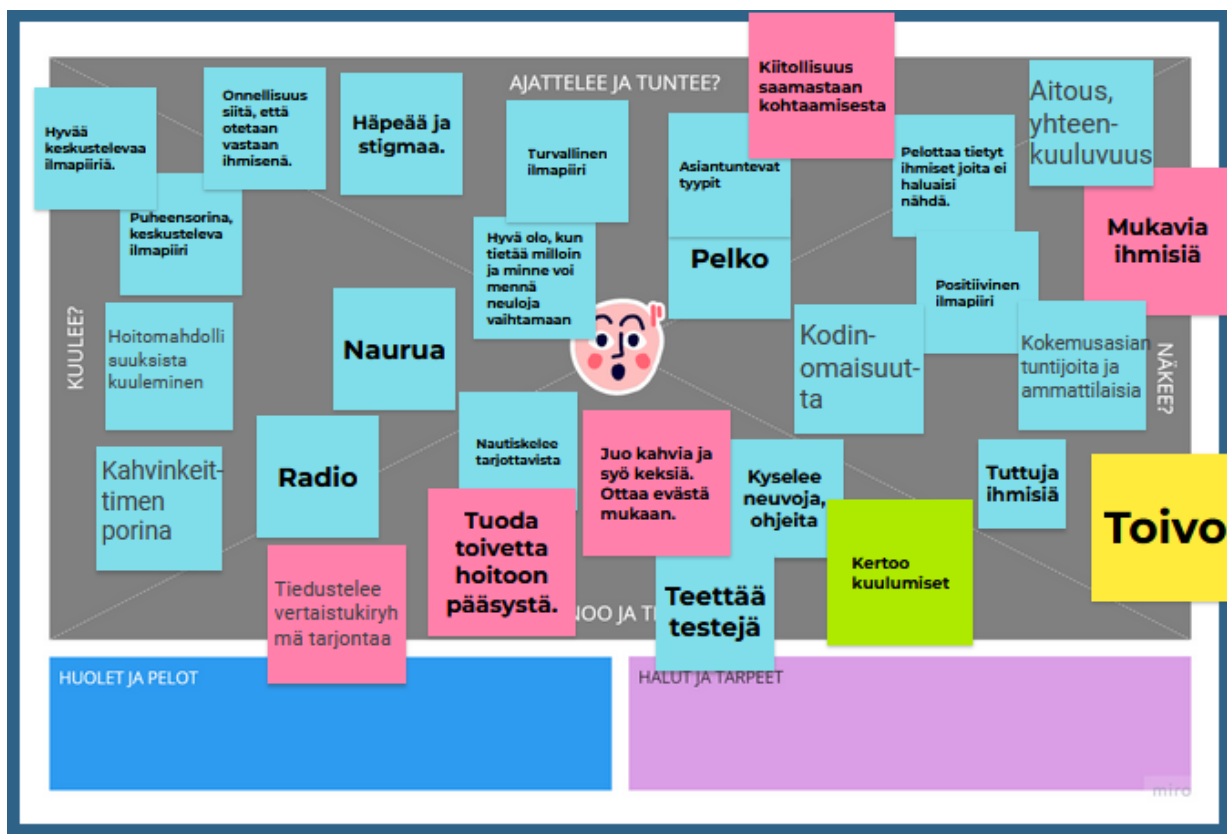 AJATTELEE JA TUNTEE?
Kiitollisuus
saamastaan
kohtaamisesta
Aitous,
yhteen-
kuuluvuus
Onnellisuus
siitä, että
otetaan
vastaan
ihmisenä.
Häpeää ja
stigmaa.
Hyvää
keskustelevaa
ilmapiiriä.
Turvallinen
ilmapiiri
Asiantuntevat
tyypit
Pelottaa tietyt
ihmiset joita ei
haluaisi
nähdä.
Puheensorina,
keskusteleva
ilmapiiri
Hyvä olo, kun
tietää milloin
ja minne voi
mennä
neuloja
vaihtamaan
Pelko
Mukavia
ihmisiä
Positiivinen
ilmapiiri
KUULEE?
Hoitomahdolli
suuksista
kuuleminen
Naurua
Kodin-
omaisuut-
ta
Kokemusasian
tuntijoita ja
ammattilaisia
NÄKEE?
Kahvinkeit-
timen
porina
Radio
Nautiskelee
tarjottavista
Juo kahvia ja
syö keksiä.
Ottaa evästä
mukaan.
Kyselee
neuvoja,
ohjeita
Tuttuja
ihmisiä
Toivo
Tuoda
toivetta
hoitoon
pääsystä.
Kertoo
kuulumiset
Tiedustelee
vertaistukiryh
mä tarjontaa
NOO JA T
Teettää
testejä
HUOLET JA PELOT
HALUT JA TARPEET
miro